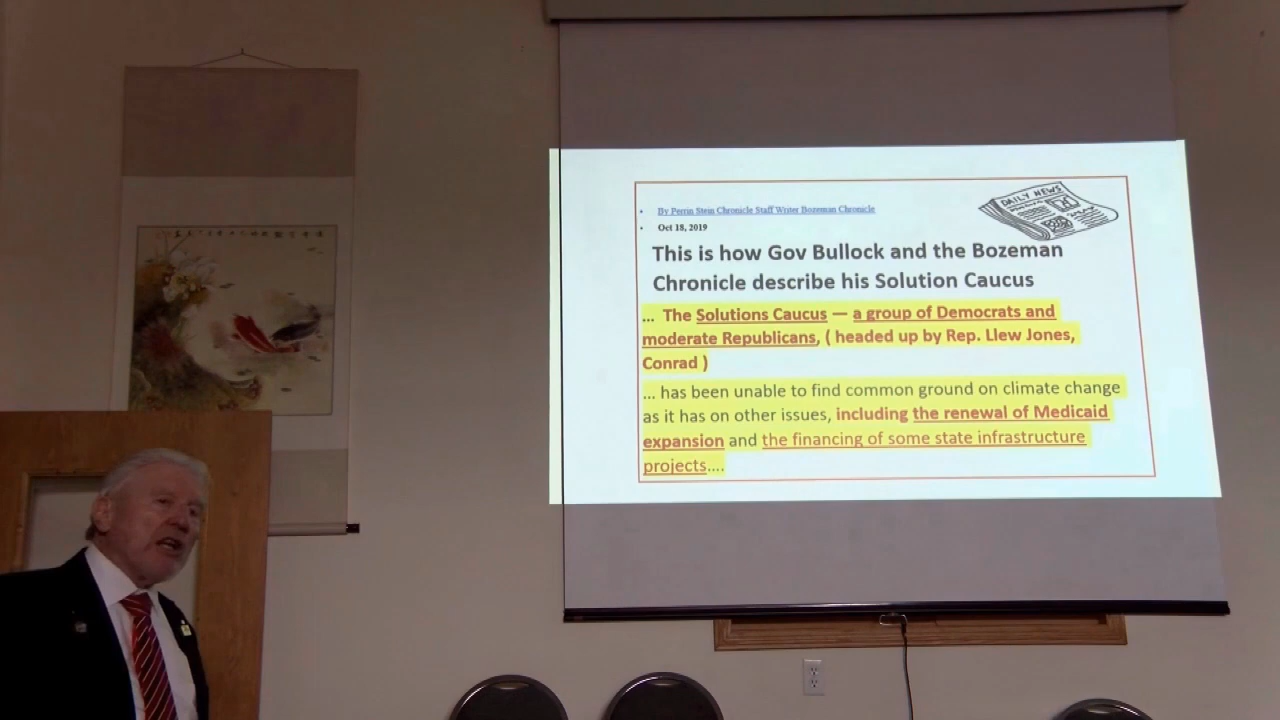 DAILY NEWS
• By Perrin Stein Chronicle Staff Writer Bozeman Chronicle
• Oct 18, 2019
This is how Gov Bullock and the Bozeman
Chronicle describe his Solution Caucus
... The Solutions Caucus — a group of Democrats and
moderate Republicans, ( headed up by Rep. Llew Jones,
Conrad )
... has been unable to find common ground on climate change
as it has on other issues, including the renewal of Medicaid
expansion and the financing of some state infrastructure
projects....